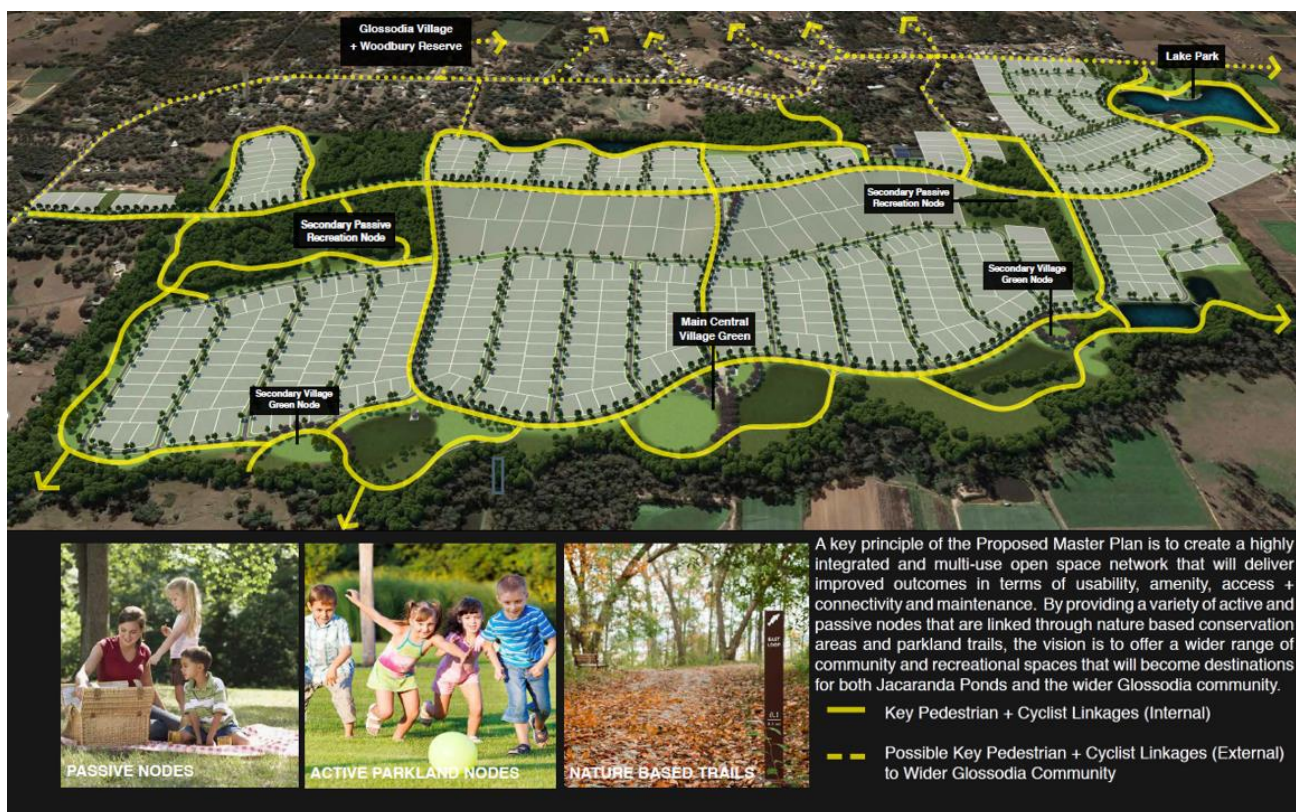 Glossodia Village
+ Woodbury Reserve
Lake Park
Secondary Passive
Recreation Node
Secondary Passive
Recreation Node
Secondary Village
Green Node
Main Central
Village Green
Secondary Village
Green Node
PASSIVE NODES
ACTIVE PARKLAND NODES
NATURE BASED TRAILS
EAST
LOOP
A key principle of the Proposed Master Plan is to create a highly
integrated and multi-use open space network that will deliver
improved outcomes in terms of usability, amenity, access +
connectivity and maintenance. By providing a variety of active and
passive nodes that are linked through nature based conservation
areas and parkland trails, the vision is to offer a wider range of
community and recreational spaces that will become destinations
for both Jacaranda Ponds and the wider Glossodia community.
Key Pedestrian + Cyclist Linkages (Internal)
Possible Key Pedestrian + Cyclist Linkages (External)
to Wider Glossodia Community